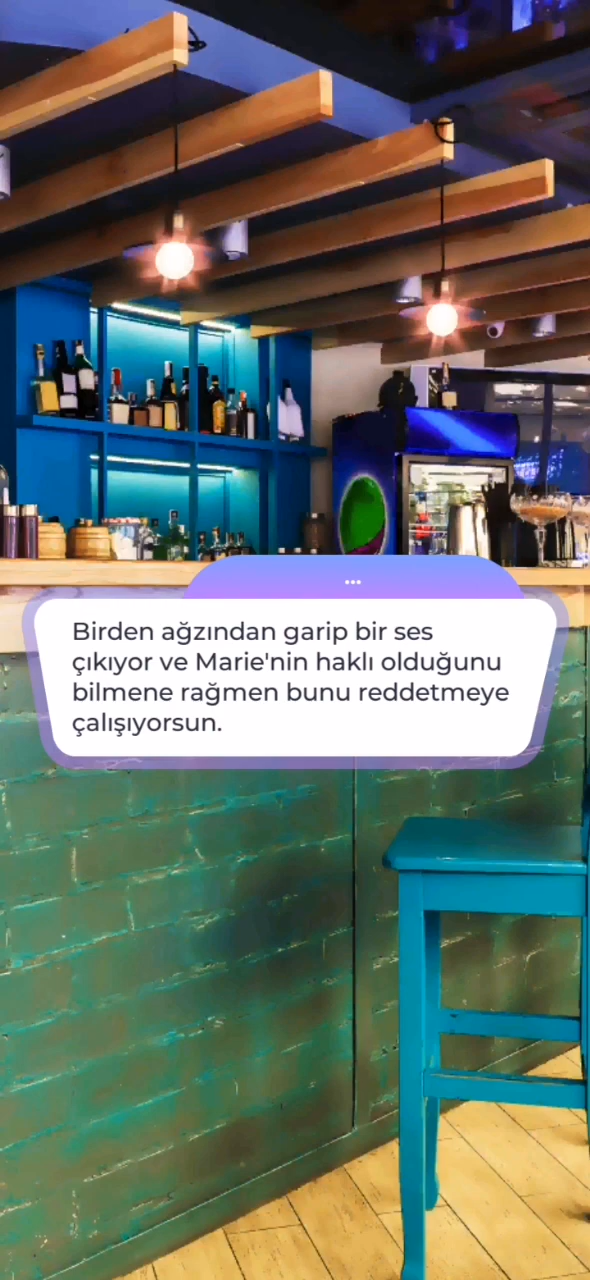 ...
Birden ağzından garip bir ses
çıkıyor ve Marie'nin haklı olduğunu
bilmene rağmen bunu reddetmeye
çalışıyorsun.